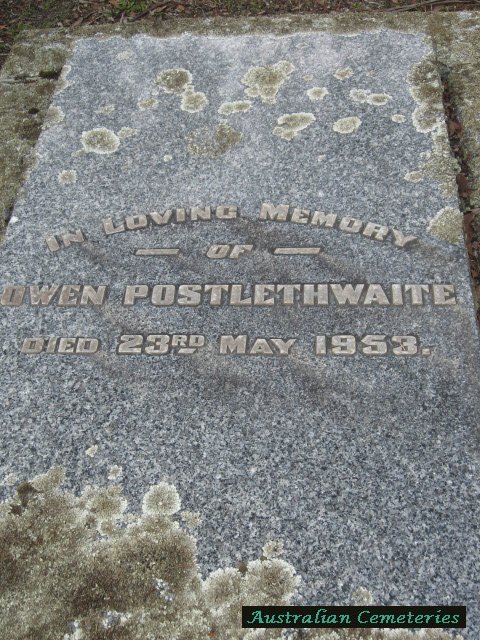 In Loving Memory
of
Owen Postlethwaite
Died 23rd May 1953.
Australian Cemeteries